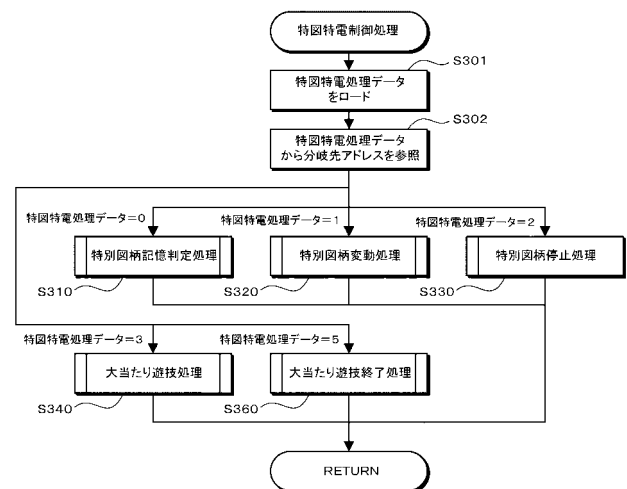 特図特電制御処理
S301
特図特電処理データ
をロード
S302
特図特電処理データ
から分岐先アドレスを参照
特図特電処理データ=0
特図特電処理データ=1
特図特電処理データ=2
特別図柄記憶判定処理
特別図柄変動処理
特別図柄停止処理
S310
S320
S330
特図特電処理データ=3
特図特電処理データ=5
大当たり遊技処理
大当たり遊技終了処理
S340
S360
RETURN